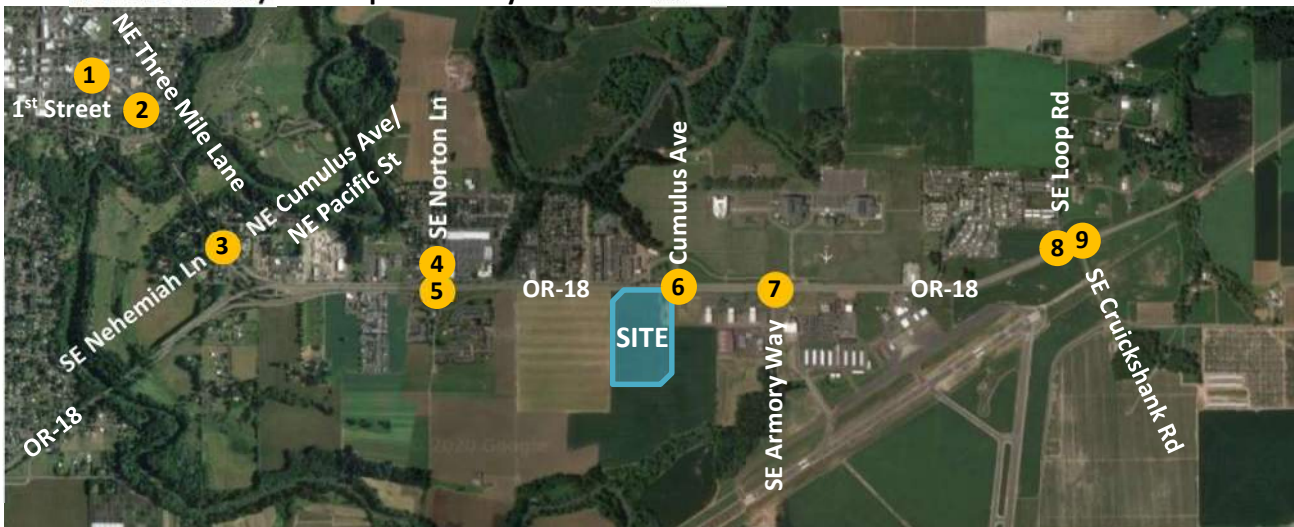 NE Three Mile Lane
1
1st Street
2
NE Cumulus Ave/
NE Pacific St
SE Norton Ln
Cumulus Ave
SE Loop Rd
SE Nehemiah Ln
3
4
5
OR-18
6
7
OR-18
8
9
SITE
SE Armory Way
SE Cruickshank Rd
OR-18